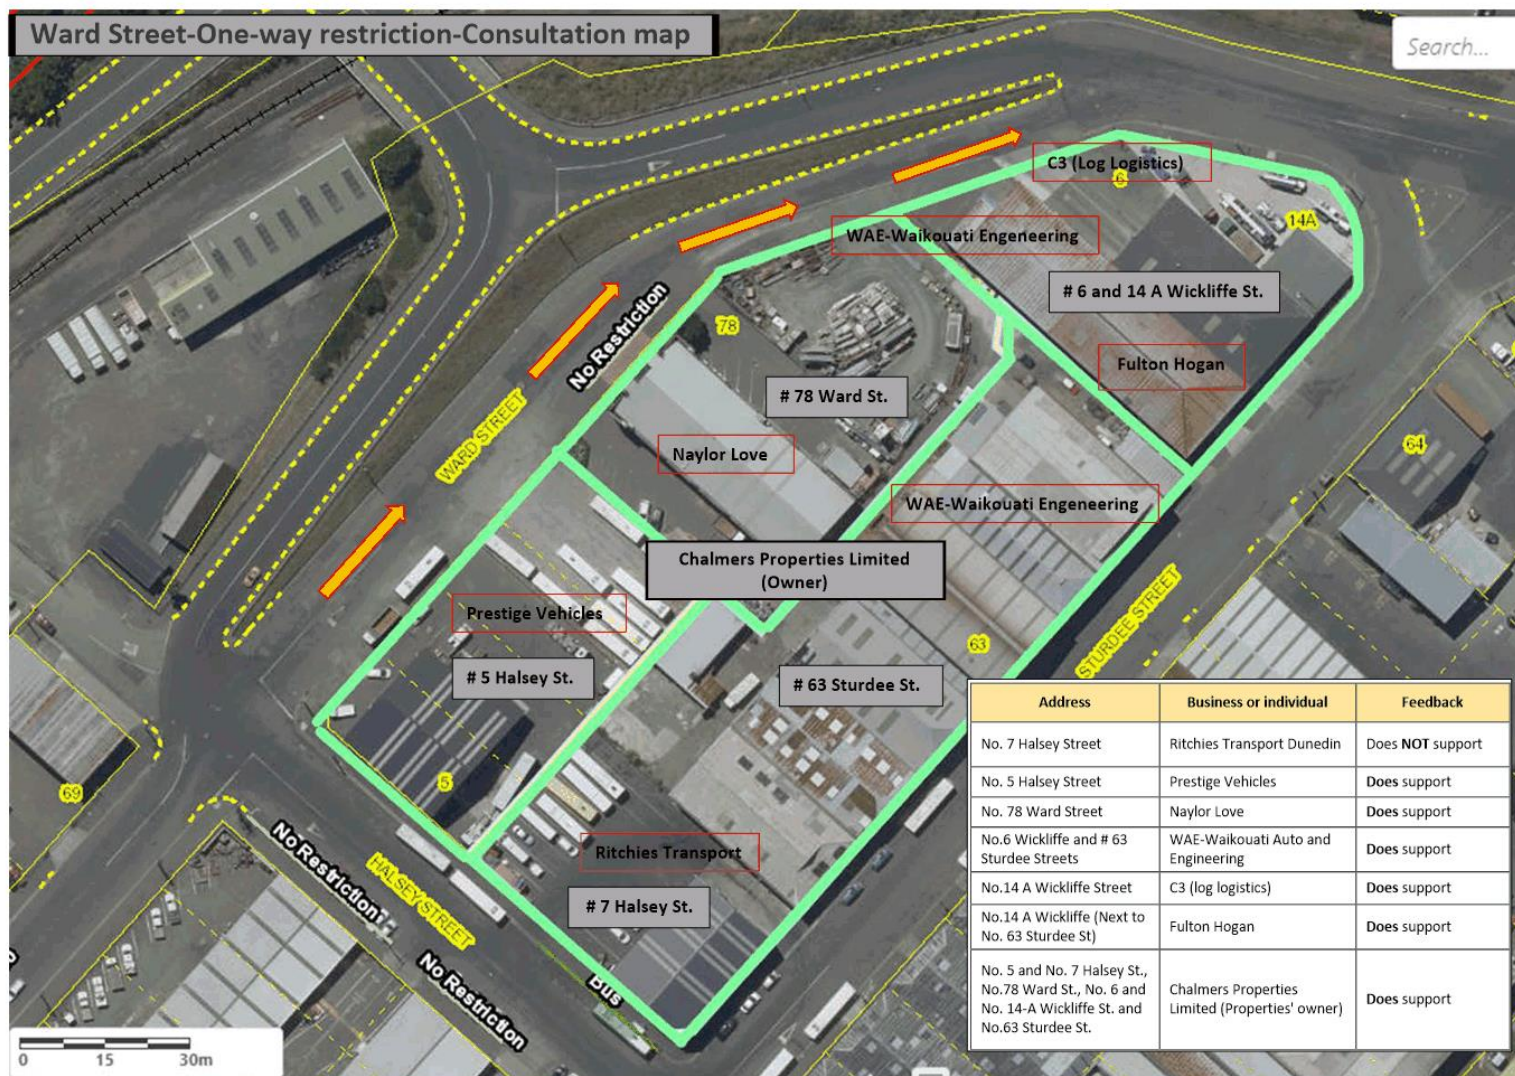 Ward Street-One-way restriction-Consultation map
Search...
C3 (Log Logistics)
6
14A
WAE-Waikouati Engeneering
# 6 and 14 A Wickliffe St.
No Restriction
78
Fulton Hogan
# 78 Ward St.
WARD STREET
Naylor Love
64
WAE-Waikouati Engeneering
Chalmers Properties Limited
(Owner)
Prestige Vehicles
STURDEE STREET
63
# 5 Halsey St.
# 63 Sturdee St.
5
69
No Restriction
HALSEY STREET
Ritchies Transport
# 7 Halsey St.
No Restriction
Bus
0 15 30m
Address Business or individual Feedback
No. 7 Halsey Street Ritchies Transport Dunedin Does NOT support
No. 5 Halsey Street Prestige Vehicles Does support
No. 78 Ward Street Naylor Love Does support
No.6 Wickliffe and # 63 WAE-Waikouati Auto and Does support
Sturdee Streets Engineering
No.14 A Wickliffe Street C3 (log logistics) Does support
No.14 A Wickliffe (Next to Fulton Hogan Does support
No. 63 Sturdee St)
No. 5 and No. 7 Halsey St.,
No.78 Ward St., No. 6 and Chalmers Properties Does support
No. 14-A Wickliffe St. and Limited (Properties' owner)
No.63 Sturdee St.